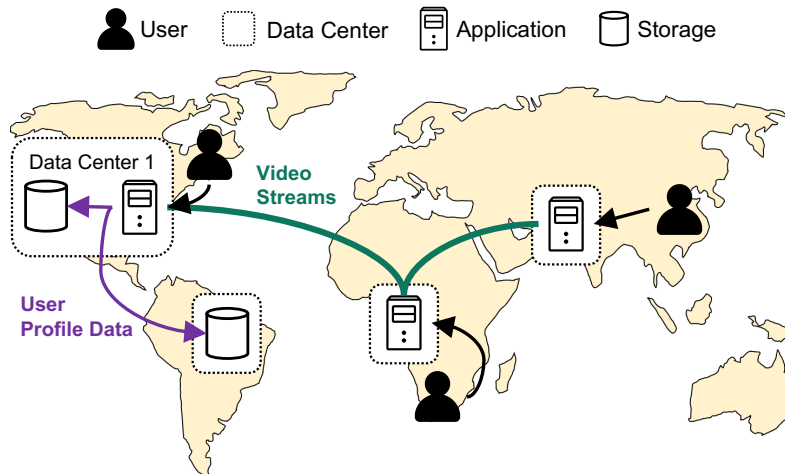 User
Data Center
Application
Storage
Data Center 1
Video
Streams
User
Profile Data